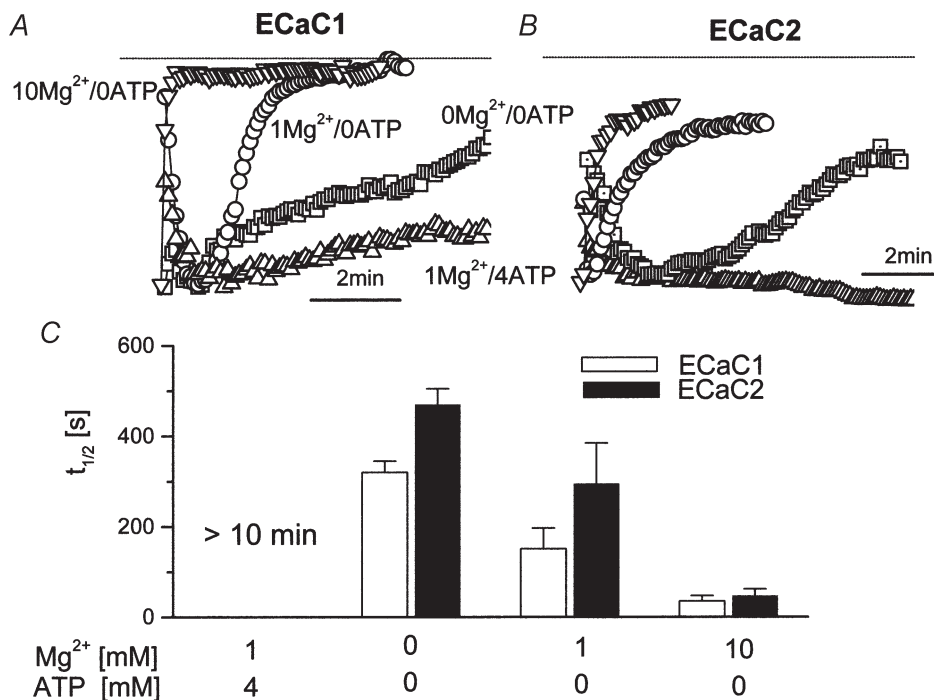 A
ECaC1
B
ECaC2
10Mg²⁺/0ATP
1Mg²⁺/0ATP
0Mg²⁺/0ATP
1Mg²⁺/4ATP
2min
2min
C
600
400
200
0
t1/2 [s]
ECaC1
ECaC2
> 10 min
Mg²⁺ [mM] 1 0 1 10
ATP [mM] 4 0 0 0